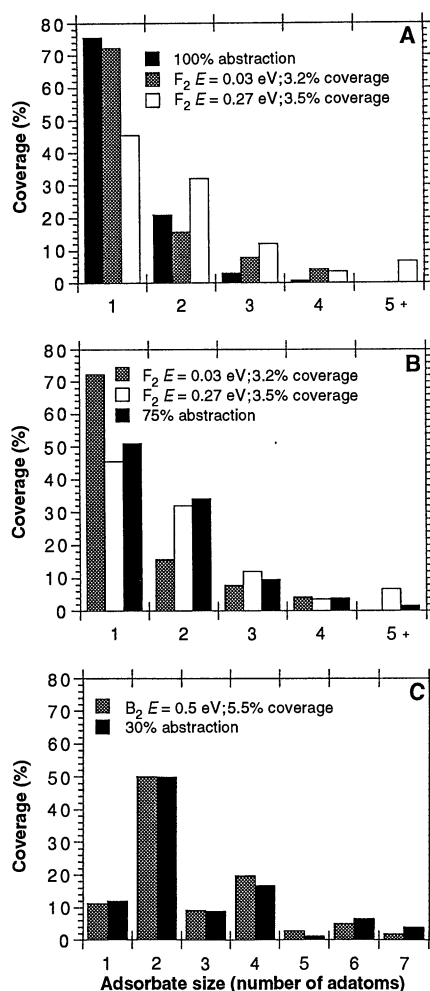 80
70
60
50
40
30
20
10
0
Coverage (%)
A
100% abstraction
F2 E = 0.03 eV;3.2% coverage
F2 E = 0.27 eV;3.5% coverage
1 2 3 4 5 +
80
70
60
50
40
30
20
10
0
Coverage (%)
B
F2 E = 0.03 eV;3.2% coverage
F2 E = 0.27 eV;3.5% coverage
75% abstraction
1 2 3 4 5 +
80
70
60
50
40
30
20
10
0
Coverage (%)
C
B2 E = 0.5 eV;5.5% coverage
30% abstraction
1 2 3 4 5 6 7
Adsorbate size (number of adatoms)